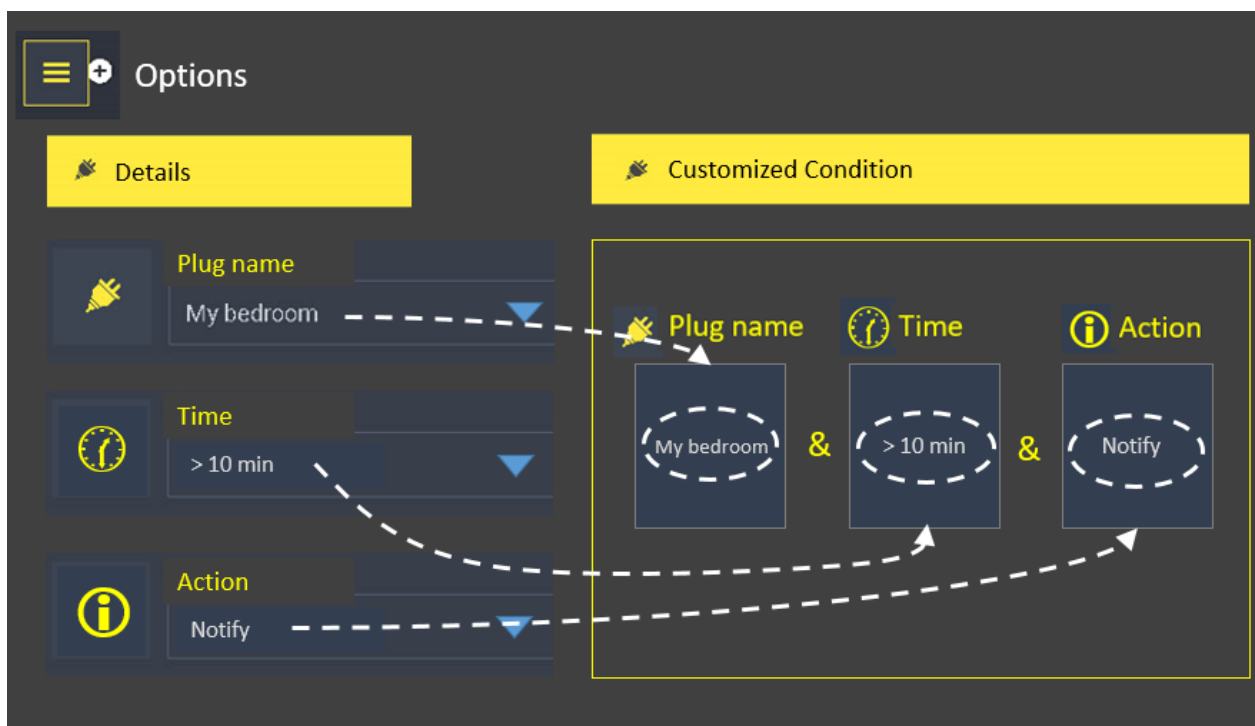 Options
Details
Customized Condition
Plug name
My bedroom
Time
> 10 min
Action
Notify
Plug name
Time
Action
My bedroom & > 10 min & Notify